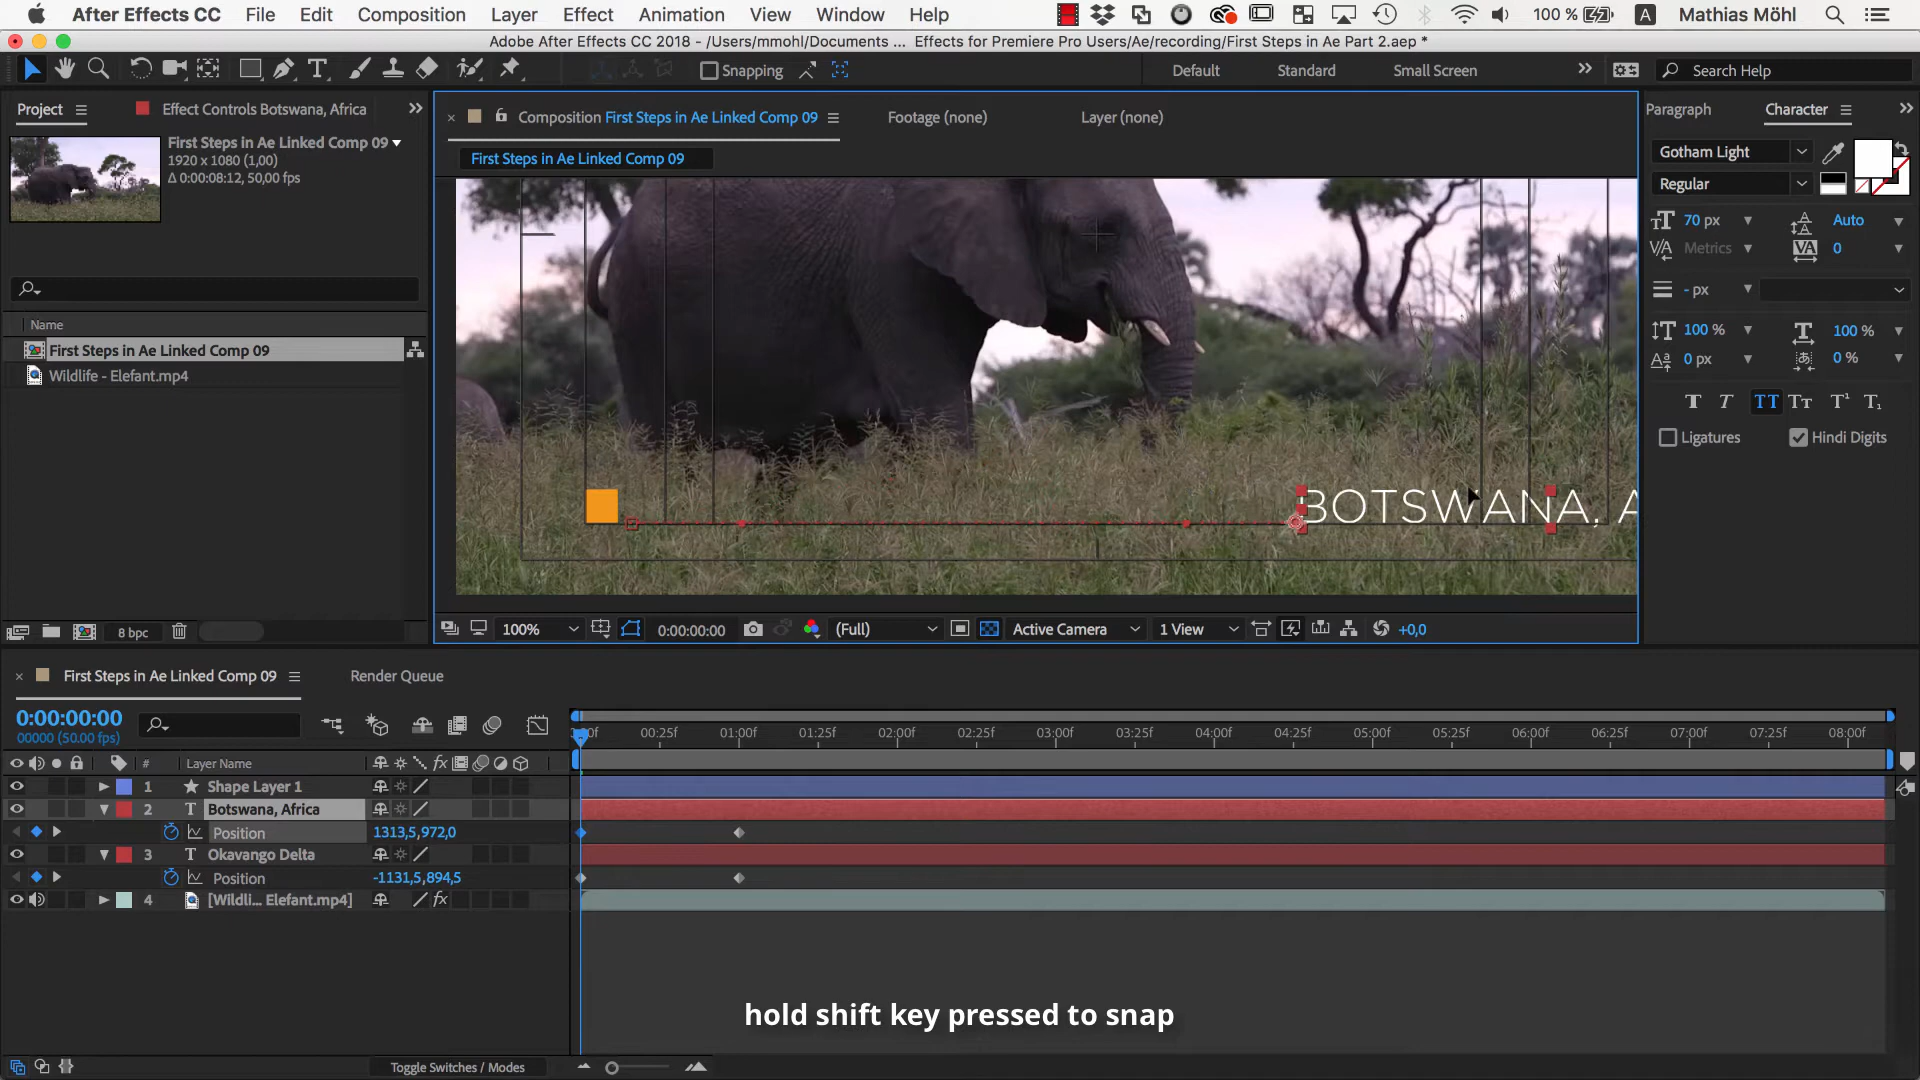 After Effects CC File Edit Composition Layer Effect Animation View Window Help 100 % A Mathias Möhl
Adobe After Effects CC 2018 - /Users/mmohl/Documents ... Effects for Premiere Pro Users/Ae/recording/First Steps in Ae Part 2.aep *
Snapping Default Standard Small Screen Search Help
Project Effect Controls Botswana, Africa
First Steps in Ae Linked Comp 09
1920 x 1080 (1,00)
Δ 0:00:08:12, 50,00 fps
Name
First Steps in Ae Linked Comp 09
Wildlife - Elefant.mp4
8 bpc
Composition First Steps in Ae Linked Comp 09 Footage (none) Layer (none)
First Steps in Ae Linked Comp 09
BOTSWANA, A
100% 0:00:00:00 (Full) Active Camera 1 View +0,0
Paragraph Character
Gotham Light
Regular
70 px Auto
Metrics 0
- px
100 % 100 %
0 px 0 %
Ligatures Hindi Digits
First Steps in Ae Linked Comp 09 Render Queue
0:00:00:00
00000 (50.00 fps)
00f 00:25f 01:00f 01:25f 02:00f 02:25f 03:00f 03:25f 04:00f 04:25f 05:00f 05:25f 06:00f 06:25f 07:00f 07:25f 08:00f
# Layer Name fx
1 Shape Layer 1
2 T Botswana, Africa
Position 1313,5,972,0
3 T Okavango Delta
Position -1131,5,894,5
4 [Wildli... Elefant.mp4] fx
hold shift key pressed to snap
Toggle Switches / Modes